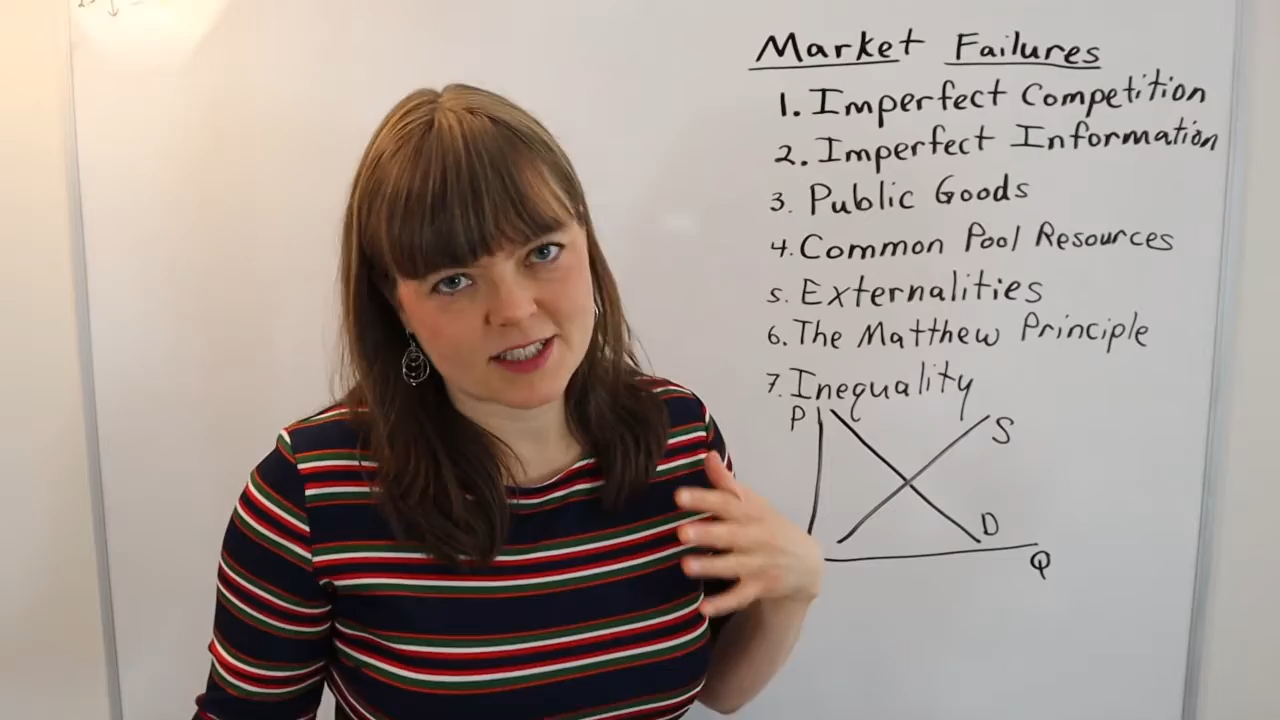 Market Failures
1. Imperfect Competition
2. Imperfect Information
3. Public Goods
4. Common Pool Resources
5. Externalities
6. The Matthew Principle
7. Inequality
P
S
D
Q